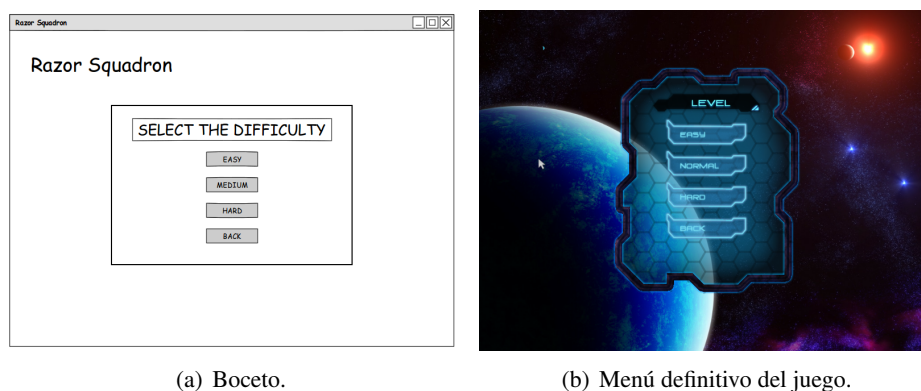 Razor Squadron
Razor Squadron
SELECT THE DIFFICULTY
EASY
MEDIUM
HARD
BACK
LEVEL
EASY
NORMAL
HARD
BACK
(a) Boceto.
(b) Menú definitivo del juego.